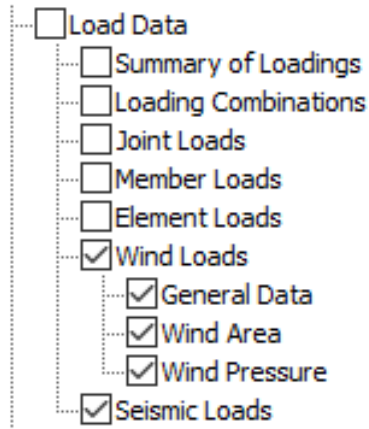 Load Data
Summary of Loadings
Loading Combinations
Joint Loads
Member Loads
Element Loads
Wind Loads
General Data
Wind Area
Wind Pressure
Seismic Loads